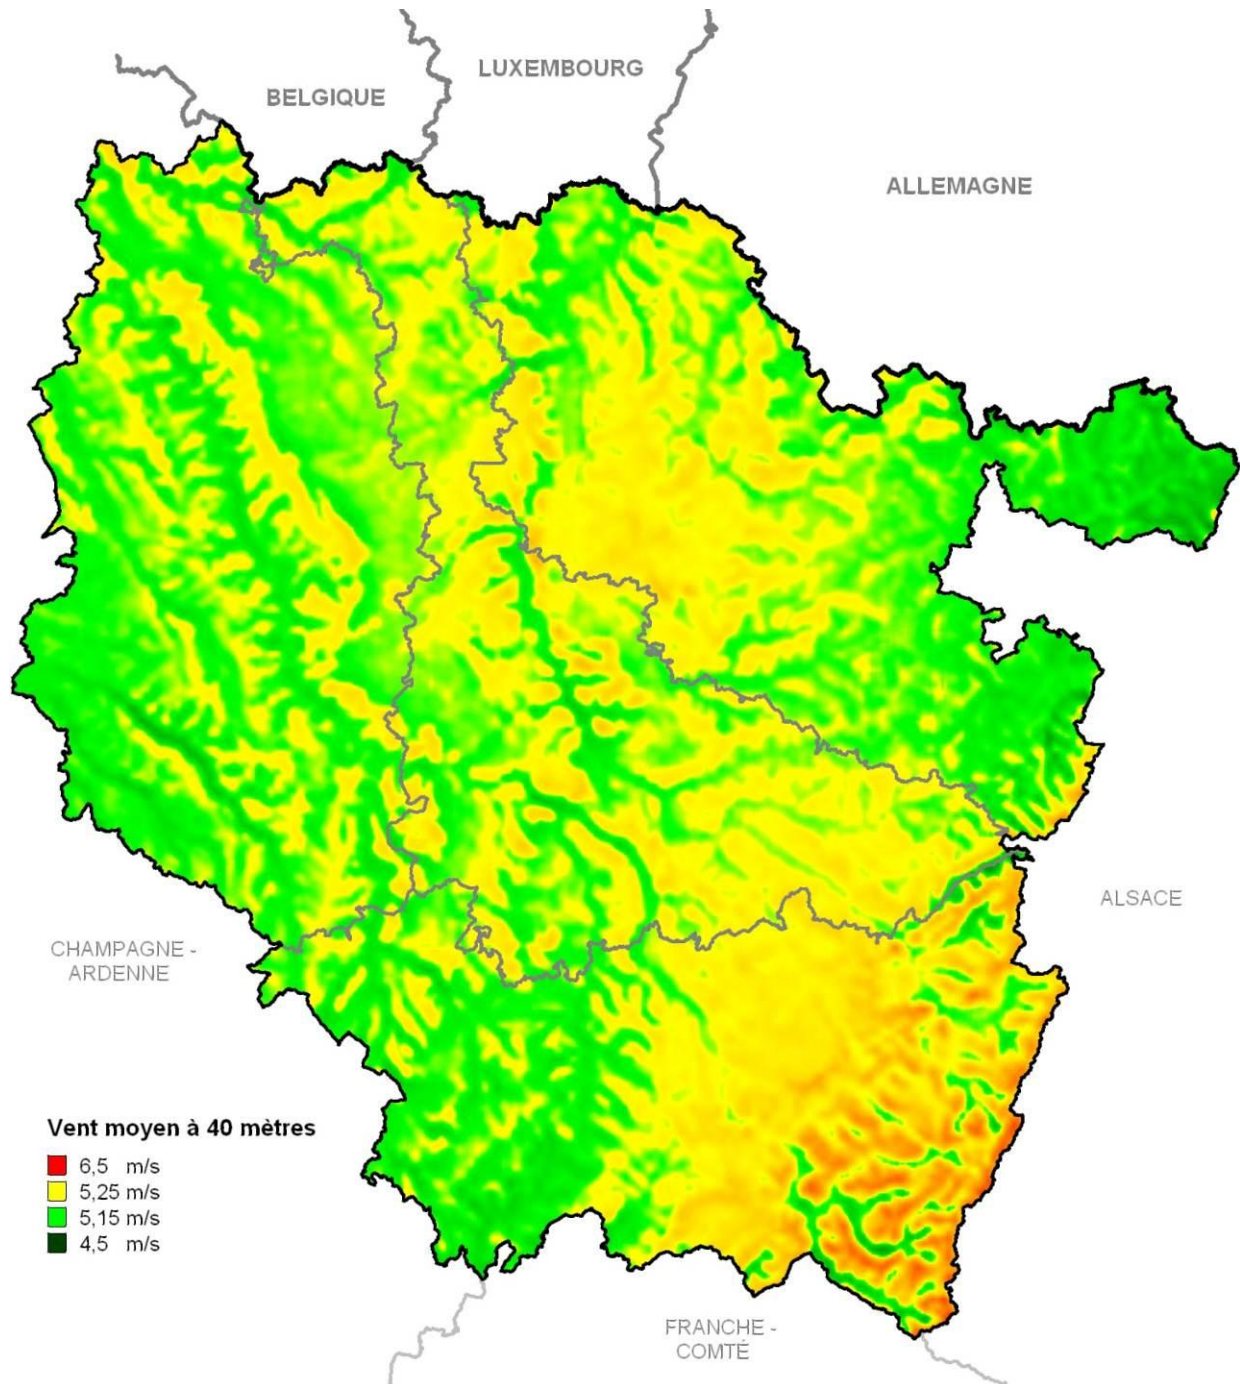 LUXEMBOURG
BELGIQUE
ALLEMAGNE
ALSACE
CHAMPAGNE -
ARDENNE
Vent moyen à 40 mètres
6,5 m/s
5,25 m/s
5,15 m/s
4,5 m/s
FRANCHE -
COMTÉ